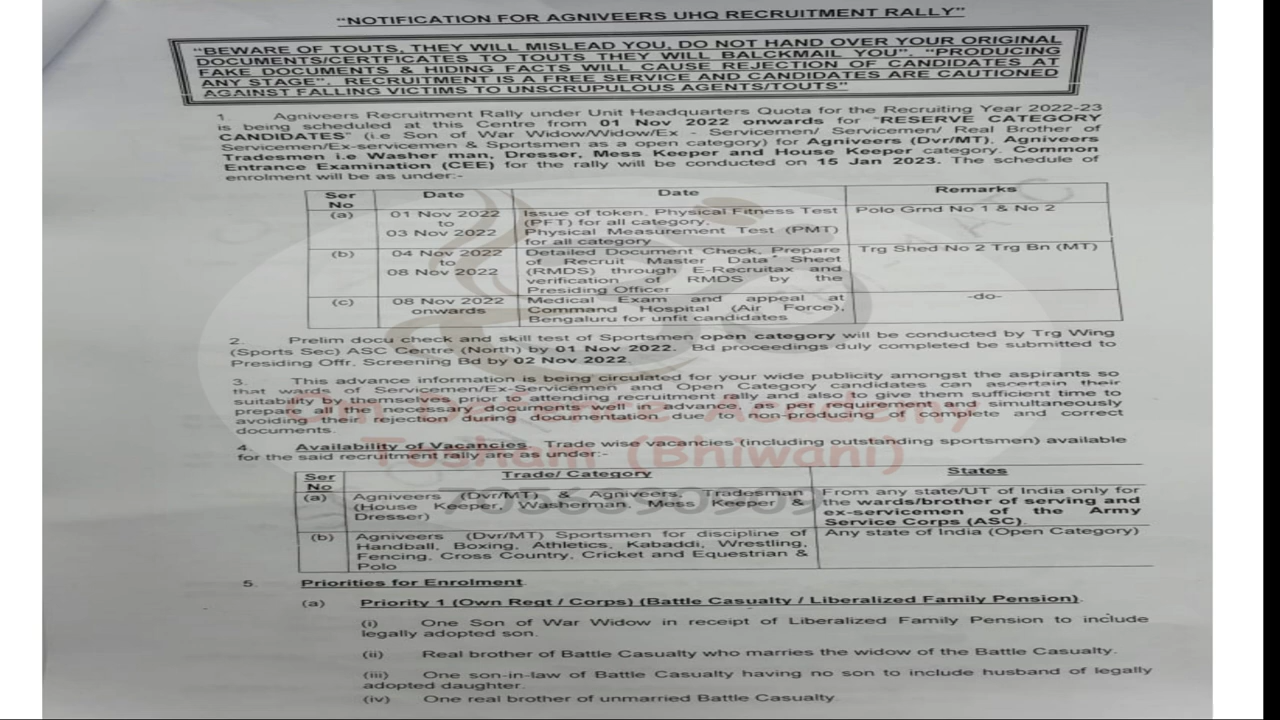 "NOTIFICATION FOR AGNIVEERS UHQ RECRUITMENT RALLY"
"BEWARE OF TOUTS, THEY WILL MISLEAD YOU, DO NOT HAND OVER YOUR ORIGINAL
DOCUMENTS/CERTFICATES TO TOUTS THEY WILL BALCKMAIL YOU". "PRODUCING
FAKE DOCUMENTS & HIDING FACTS WILL CAUSE REJECTION OF CANDIDATES AT
ANY STAGE". RECRUITMENT IS A FREE SERVICE AND CANDIDATES ARE CAUTIONED
AGAINST FALLING VICTIMS TO UNSCRUPULOUS AGENTS/TOUTS"
1. Agniveers Recruitment Rally under Unit Headquarters Quota for the Recruiting Year 2022-23
is being scheduled at this Centre from 01 Nov 2022 onwards for "RESERVE CATEGORY
CANDIDATES" (i.e Son of War Widow/Widow/Ex - Servicemen/ Servicemen/ Real Brother of
Servicemen/Ex-servicemen & Sportsmen as a open category) for Agniveers (Dvr/MT), Agniveers
Tradesmen i.e Washer man, Dresser, Mess Keeper and House Keeper category. Common
Entrance Examination (CEE) for the rally will be conducted on 15 Jan 2023. The schedule of
enrolment will be as under:-
Ser No Date Date Remarks
(a) 01 Nov 2022 to 03 Nov 2022 Issue of token, Physical Fitness Test (PFT) for all category. Physical Measurement Test (PMT) for all category Polo Grnd No 1 & No 2
(b) 04 Nov 2022 to 08 Nov 2022 Detailed Document Check, Prepare of Recruit Master Data Sheet (RMDS) through E-Recruitax and verification of RMDS by the Presiding Officer Trg Shed No 2 Trg Bn (MT)
(c) 08 Nov 2022 onwards Medical Exam and appeal at Command Hospital (Air Force), Bengaluru for unfit candidates -do-
2. Prelim docu check and skill test of Sportsmen open category will be conducted by Trg Wing
(Sports Sec) ASC Centre (North) by 01 Nov 2022. Bd proceedings duly completed be submitted to
Presiding Offr, Screening Bd by 02 Nov 2022.
3. This advance information is being circulated for your wide publicity amongst the aspirants so
that wards of Servicemen/Ex-Servicemen and Open Category candidates can ascertain their
suitability by themselves prior to attending recruitment rally and also to give them sufficient time to
prepare all the necessary documents well in advance, as per requirement and simultaneously
avoiding their rejection during documentation due to non-producing of complete and correct
documents.
4. Availability of Vacancies. Trade wise vacancies (including outstanding sportsmen) available
for the said recruitment rally are as under:-
Ser No Trade/ Category States
(a) Agniveers (Dvr/MT) & Agniveers, Tradesman (House Keeper, Washerman, Mess Keeper & Dresser) From any state/UT of India only for the wards/brother of serving and ex-servicemen of the Army Service Corps (ASC).
(b) Agniveers (Dvr/MT) Sportsmen for discipline of Handball, Boxing, Athletics, Kabaddi, Wrestling, Fencing, Cross Country, Cricket and Equestrian & Polo Any state of India (Open Category)
5. Priorities for Enrolment
(a) Priority 1 (Own Regt / Corps) (Battle Casualty / Liberalized Family Pension).
(i) One Son of War Widow in receipt of Liberalized Family Pension to include
legally adopted son.
(ii) Real brother of Battle Casualty who marries the widow of the Battle Casualty.
(iii) One son-in-law of Battle Casualty having no son to include husband of legally
adopted daughter.
(iv) One real brother of unmarried Battle Casualty.
Defence Academy
Tosham (Bhiwani)